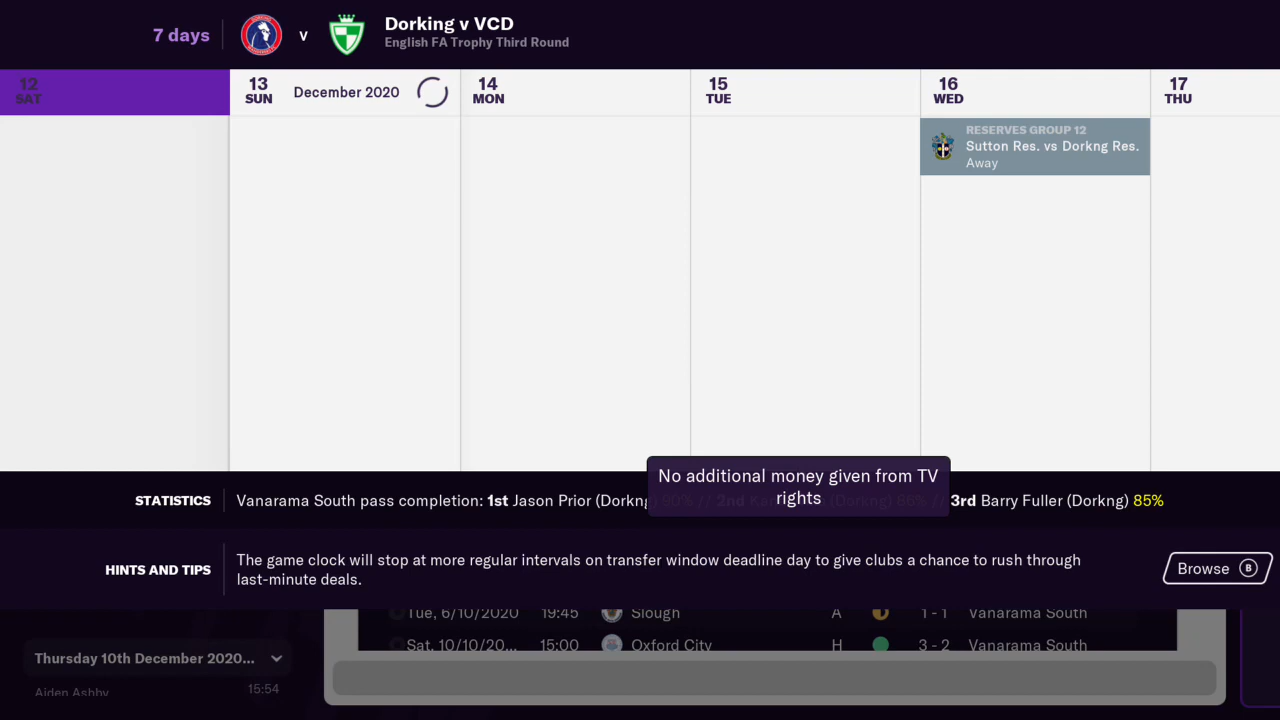 7 days
v
Dorking v VCD
English FA Trophy Third Round
12
SAT
13
SUN
December 2020
14
MON
15
TUE
16
WED
17
THU
RESERVES GROUP 12
Sutton Res. vs Dorkng Res.
Away
No additional money given from TV
rights
STATISTICS
Vanarama South pass completion: 1st Jason Prior (Dorkng) 90% // 2nd (Dorkng) // 3rd Barry Fuller (Dorkng) 85%
HINTS AND TIPS
The game clock will stop at more regular intervals on transfer window deadline day to give clubs a chance to rush through
last-minute deals.
Browse B
Tue, 6/10/2020 19:45 Slough A 1 - 1 Vanarama South
Sat, 10/10/20... 15:00 Oxford City H 3 - 2 Vanarama South
Thursday 10th December 2020...
Aiden Ashby 15:54